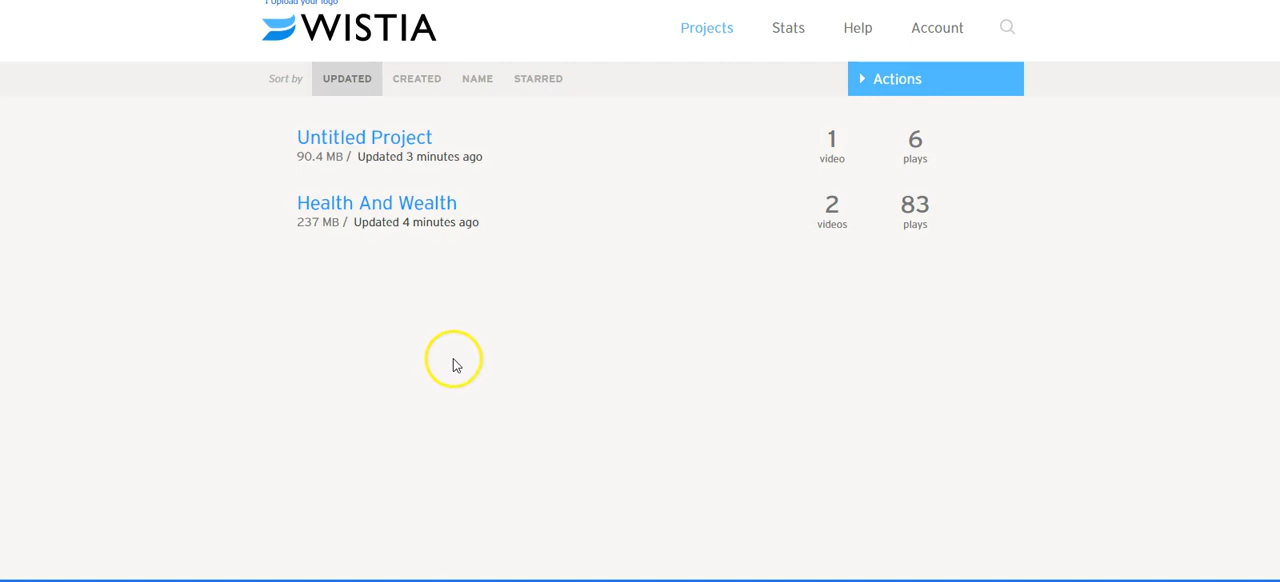 Upload your logo
WISTIA
Projects Stats Help Account
Sort by UPDATED CREATED NAME STARRED Actions
Untitled Project 1 6
90.4 MB / Updated 3 minutes ago video plays
Health And Wealth 2 83
237 MB / Updated 4 minutes ago videos plays